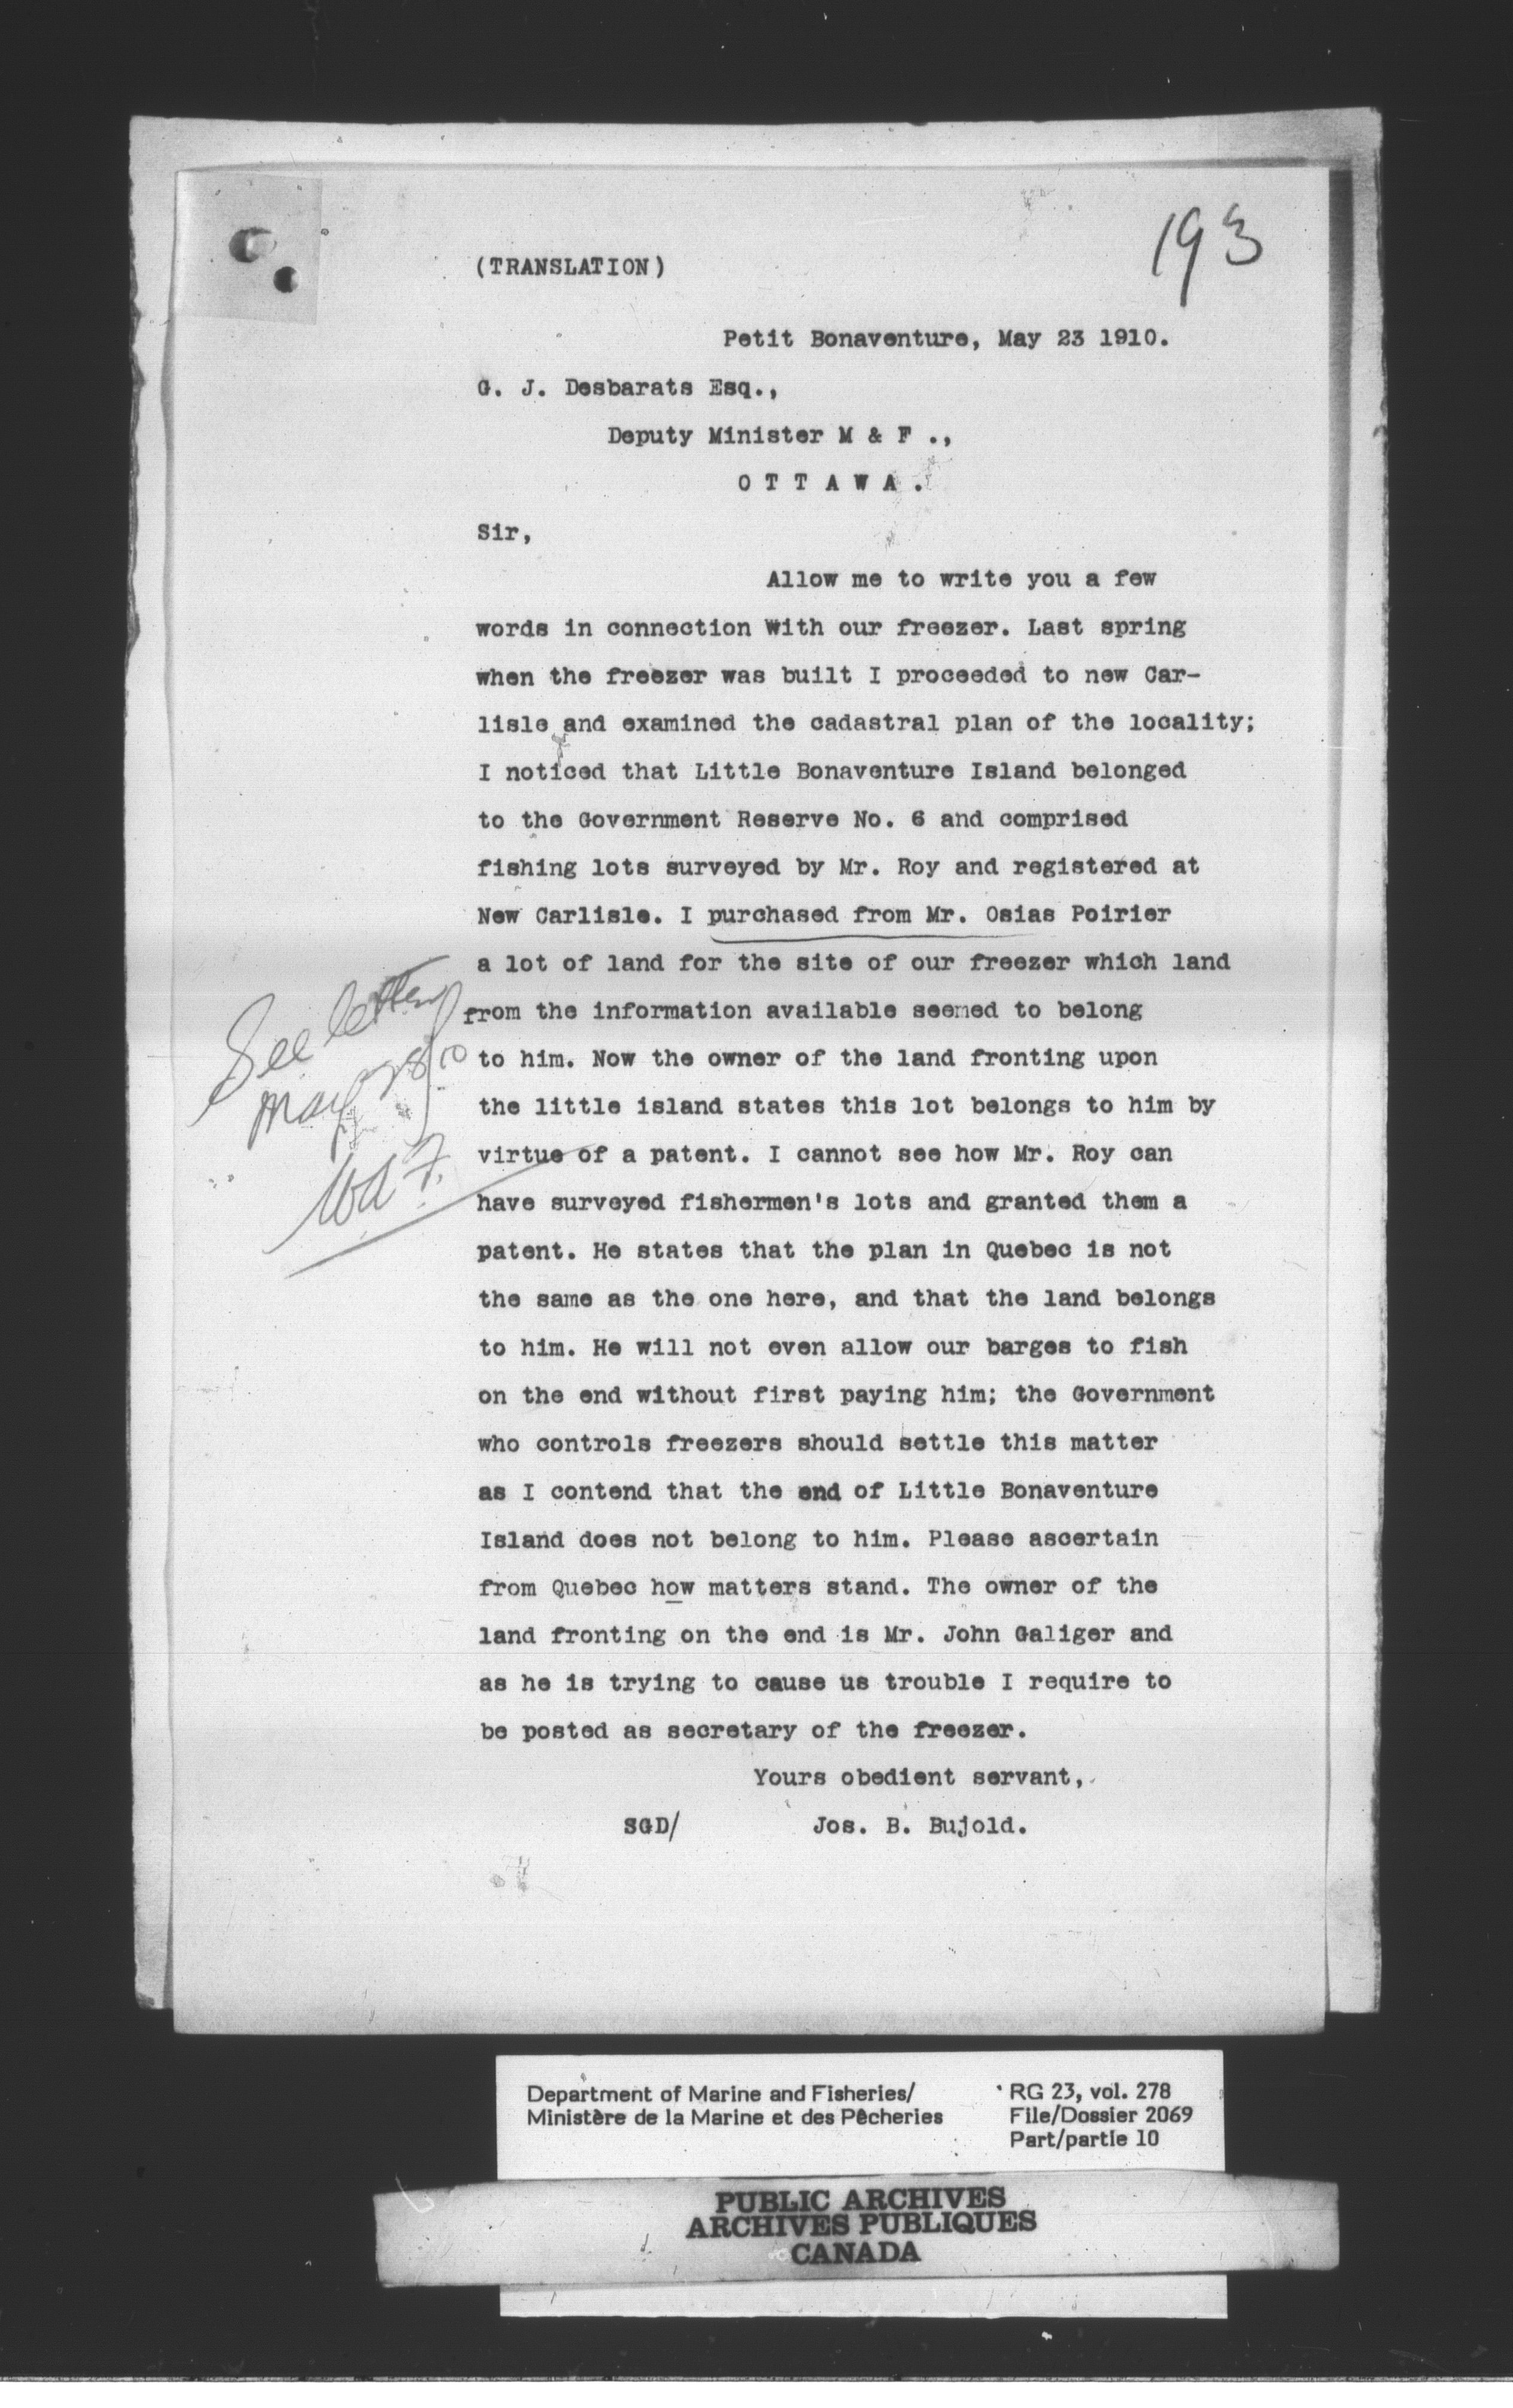 193
(TRANSLATION)
Petit Bonaventure, May 23 1910.
G. J. Desbarats Esq.,
Deputy Minister M & F .,
O T T A W A .
Sir,
Allow me to write you a few
words in connection with our freezer. Last spring
when the freezer was built I proceeded to new Car-
lisle and examined the cadastral plan of the locality;
I noticed that Little Bonaventure Island belonged
to the Government Reserve No. 6 and comprised
fishing lots surveyed by Mr. Roy and registered at
New Carlisle. I purchased from Mr. Osias Poirier
a lot of land for the site of our freezer which land
from the information available seemed to belong
to him. Now the owner of the land fronting upon
the little island states this lot belongs to him by
virtue of a patent. I cannot see how Mr. Roy can
have surveyed fishermen's lots and granted them a
patent. He states that the plan in Quebec is not
the same as the one here, and that the land belongs
to him. He will not even allow our barges to fish
on the end without first paying him; the Government
who controls freezers should settle this matter
as I contend that the end of Little Bonaventure
Island does not belong to him. Please ascertain
from Quebec how matters stand. The owner of the
land fronting on the end is Mr. John Galiger and
as he is trying to cause us trouble I require to
be posted as secretary of the freezer.
Yours obedient servant,
SGD/ Jos. B. Bujold.
See letter
May 28/10
Department of Marine and Fisheries/
Ministère de la Marine et des Pêcheries
RG 23, vol. 278
File/Dossier 2069
Part/partie 10
PUBLIC ARCHIVES
ARCHIVES PUBLIQUES
CANADA